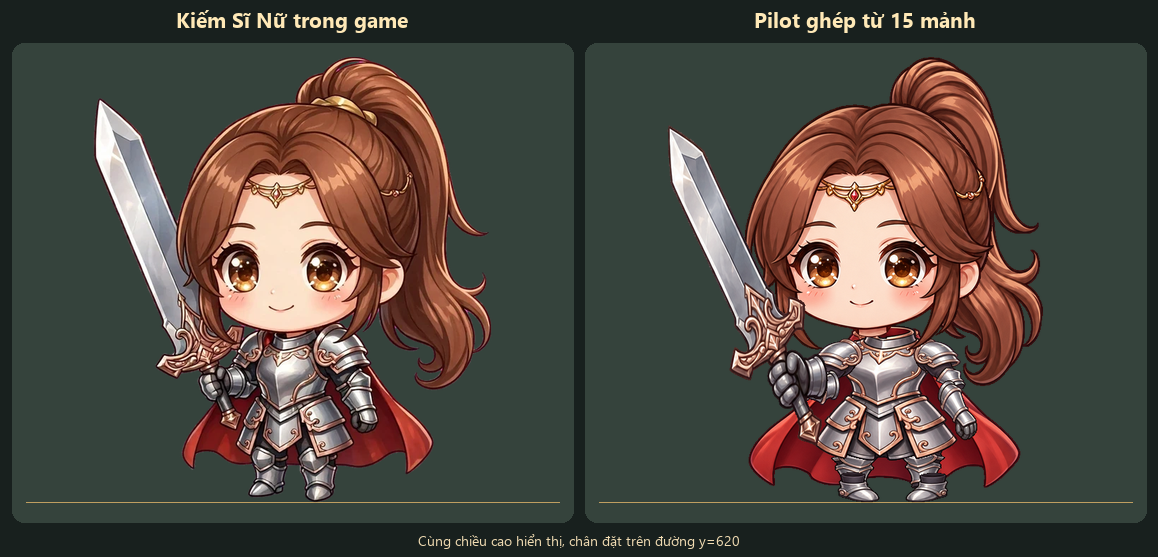 Kiếm Sĩ Nữ trong game
Pilot ghép từ 15 mảnh
Cùng chiều cao hiển thị, chân đặt trên đường y=620